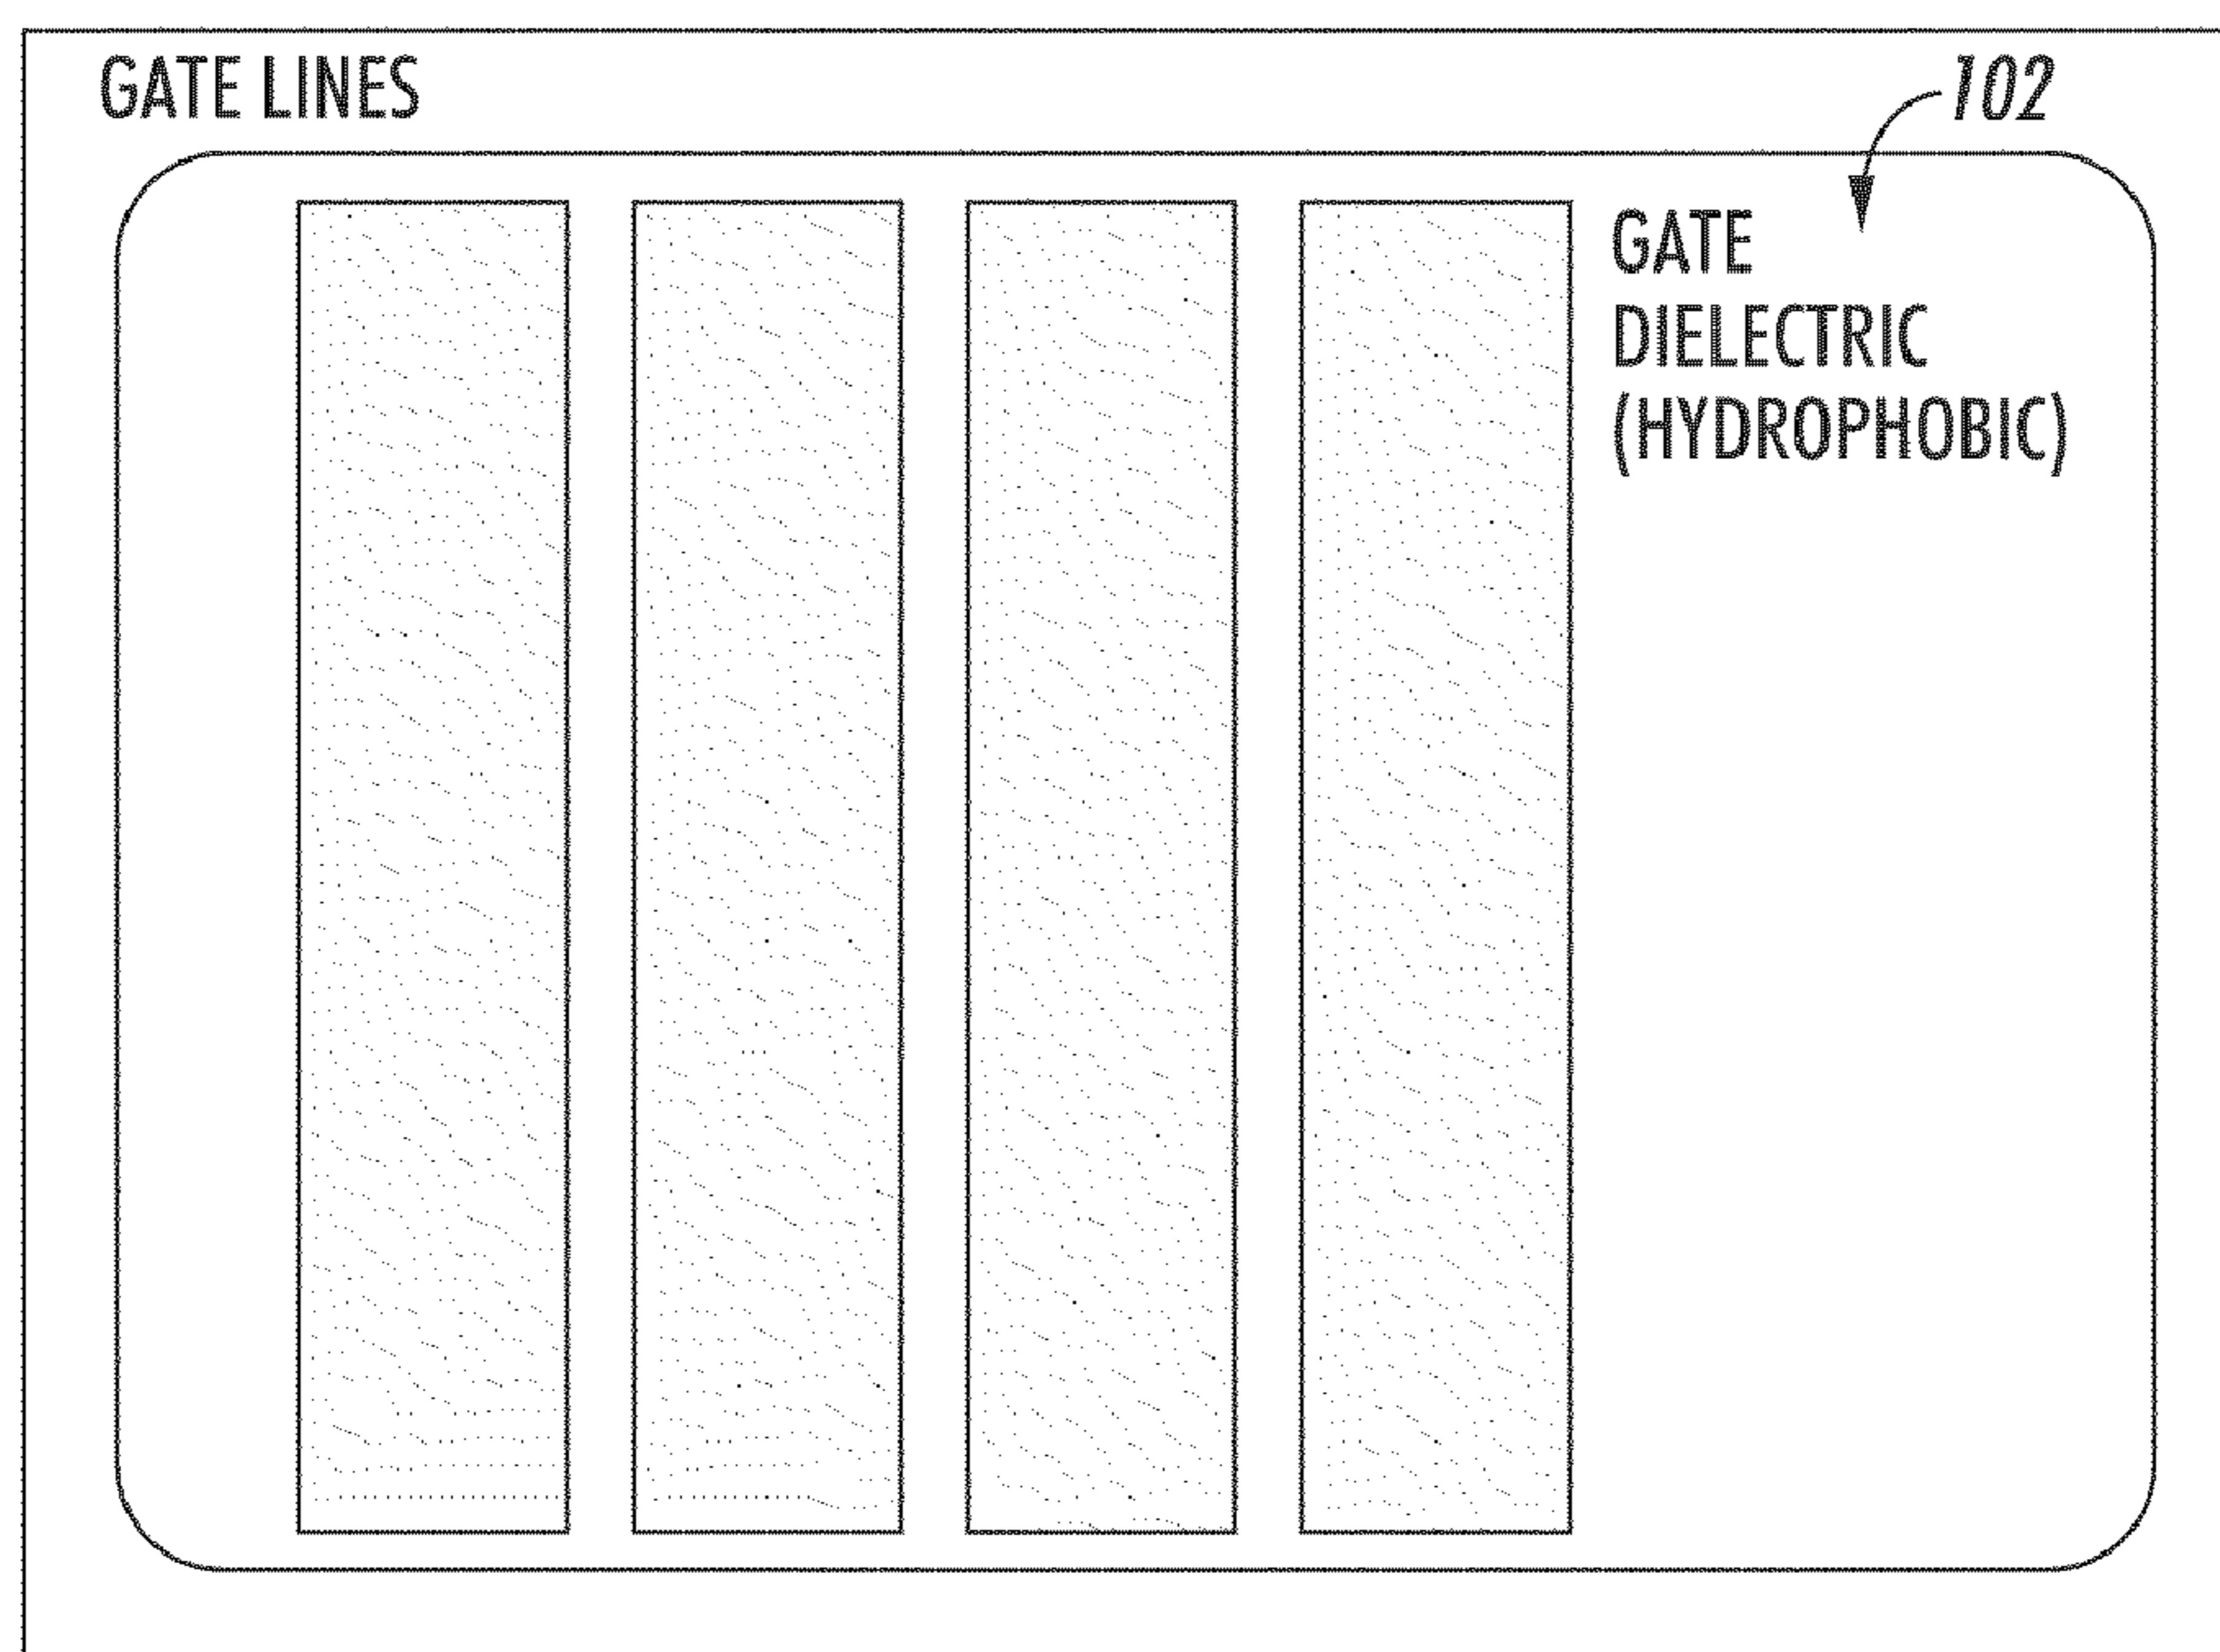 GATE LINES
102
GATE
DIELECTRIC
(HYDROPHOBIC)